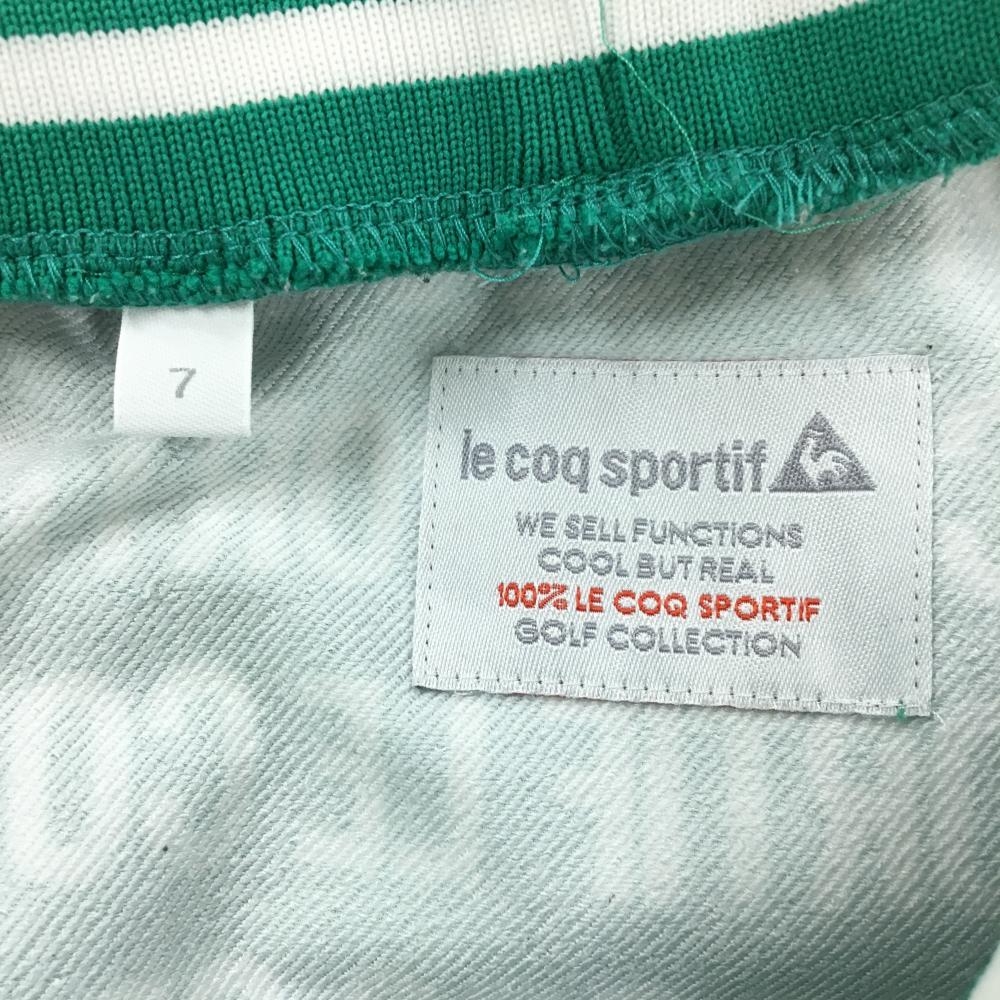 7
le coq sportif
WE SELL FUNCTIONS
COOL BUT REAL
100% LE COQ SPORTIF
GOLF COLLECTION